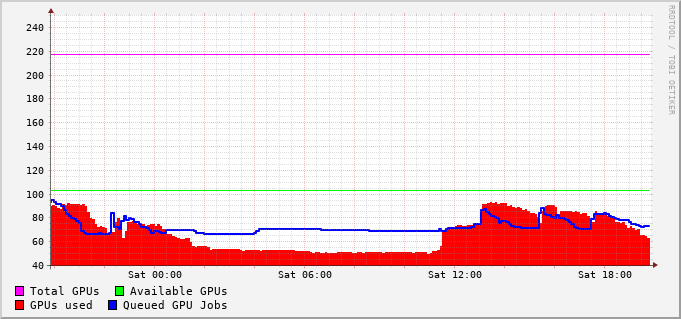 RRDTOOL / TOBI OETIKER
240
220
200
180
160
140
120
100
80
60
40
Sat 00:00 Sat 06:00 Sat 12:00 Sat 18:00
Total GPUs Available GPUs
GPUs used Queued GPU Jobs